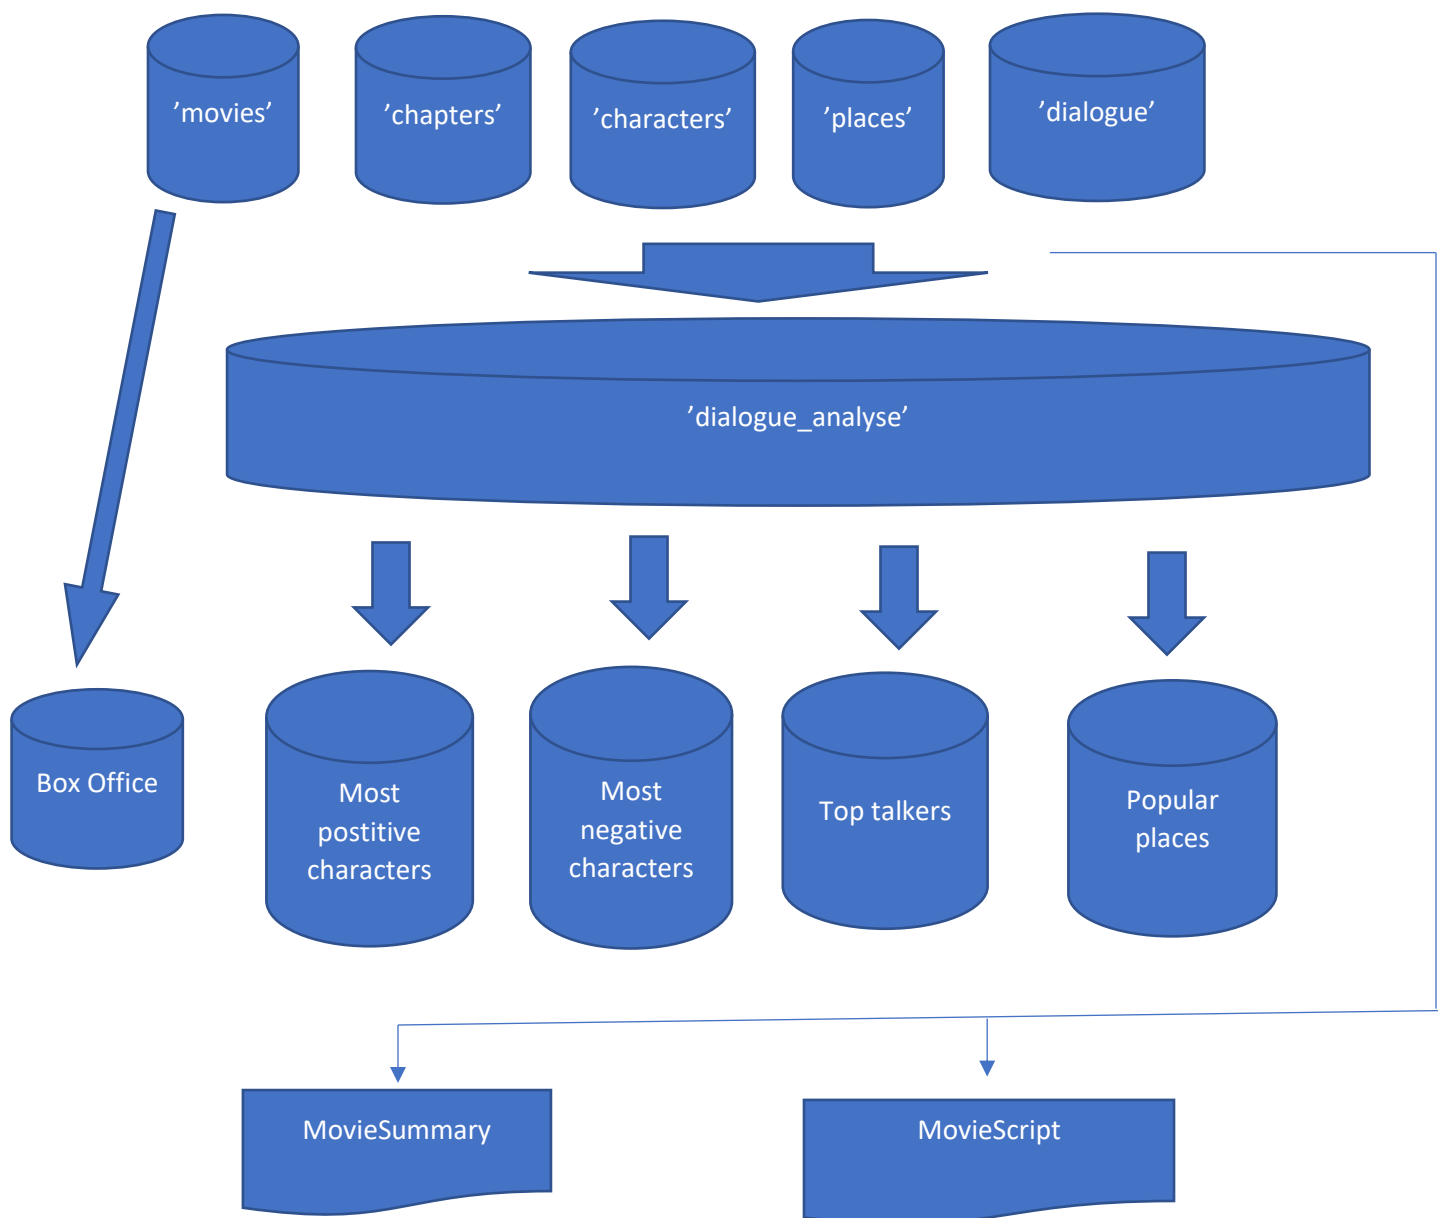 ’movies’
’chapters’
’characters’
’places’
’dialogue’
’dialogue_analyse’
Box Office
Most
postitive
characters
Most
negative
characters
Top talkers
Popular
places
MovieSummary
MovieScript